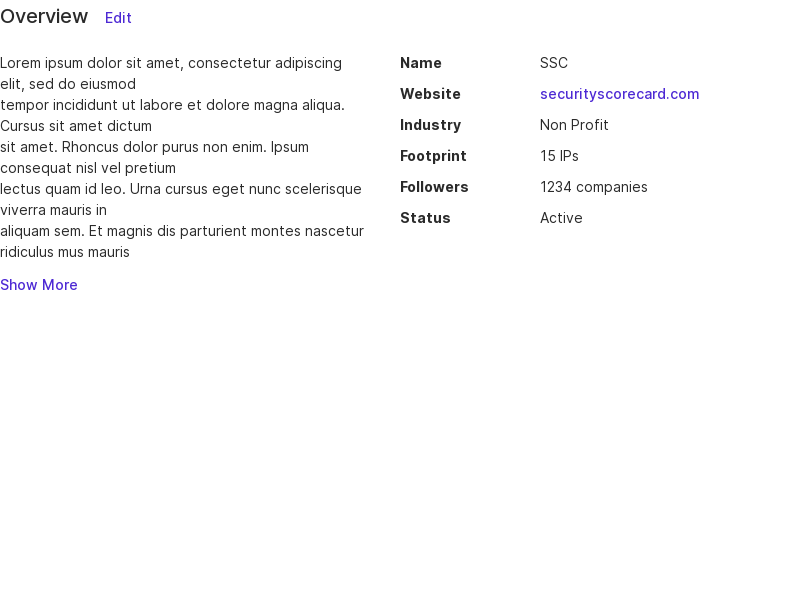 Overview Edit
Lorem ipsum dolor sit amet, consectetur adipiscing
elit, sed do eiusmod
tempor incididunt ut labore et dolore magna aliqua.
Cursus sit amet dictum
sit amet. Rhoncus dolor purus non enim. Ipsum
consequat nisl vel pretium
lectus quam id leo. Urna cursus eget nunc scelerisque
viverra mauris in
aliquam sem. Et magnis dis parturient montes nascetur
ridiculus mus mauris
Show More
Name SSC
Website securityscorecard.com
Industry Non Profit
Footprint 15 IPs
Followers 1234 companies
Status Active